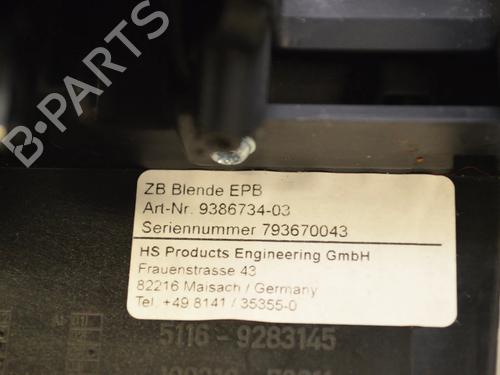 B-PARTS
ZB Blende EPB
Art-Nr. 9386734-03
Seriennummer 793670043
HS Products Engineering GmbH
Frauenstrasse 43
82216 Maisach / Germany
Tel. +49 8141 / 35355-0
5116 - 9283145